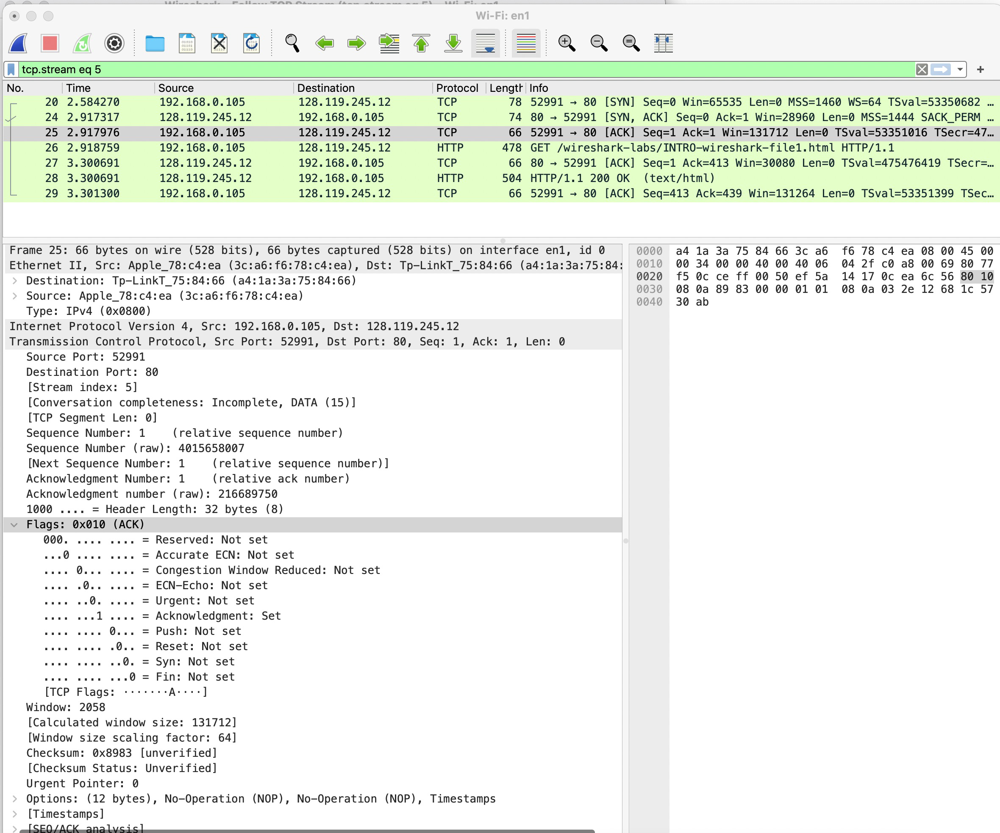 Wireshark · Follow TCP Stream (tcp.stream eq 5) · Wi-Fi: en1
Wi-Fi: en1
tcp.stream eq 5
No. Time Source Destination Protocol Length Info
20 2.584270 192.168.0.105 128.119.245.12 TCP 78 52991 → 80 [SYN] Seq=0 Win=65535 Len=0 MSS=1460 WS=64 TSval=53350682 …
24 2.917317 128.119.245.12 192.168.0.105 TCP 74 80 → 52991 [SYN, ACK] Seq=0 Ack=1 Win=28960 Len=0 MSS=1444 SACK_PERM …
25 2.917976 192.168.0.105 128.119.245.12 TCP 66 52991 → 80 [ACK] Seq=1 Ack=1 Win=131712 Len=0 TSval=53351016 TSecr=47…
26 2.918759 192.168.0.105 128.119.245.12 HTTP 478 GET /wireshark-labs/INTRO-wireshark-file1.html HTTP/1.1
27 3.300691 128.119.245.12 192.168.0.105 TCP 66 80 → 52991 [ACK] Seq=1 Ack=413 Win=30080 Len=0 TSval=475476419 TSecr=…
28 3.300691 128.119.245.12 192.168.0.105 HTTP 504 HTTP/1.1 200 OK  (text/html)
29 3.301300 192.168.0.105 128.119.245.12 TCP 66 52991 → 80 [ACK] Seq=413 Ack=439 Win=131264 Len=0 TSval=53351399 TSec…
Frame 25: 66 bytes on wire (528 bits), 66 bytes captured (528 bits) on interface en1, id 0
Ethernet II, Src: Apple_78:c4:ea (3c:a6:f6:78:c4:ea), Dst: Tp-LinkT_75:84:66 (a4:1a:3a:75:84:
Destination: Tp-LinkT_75:84:66 (a4:1a:3a:75:84:66)
Source: Apple_78:c4:ea (3c:a6:f6:78:c4:ea)
Type: IPv4 (0x0800)
Internet Protocol Version 4, Src: 192.168.0.105, Dst: 128.119.245.12
Transmission Control Protocol, Src Port: 52991, Dst Port: 80, Seq: 1, Ack: 1, Len: 0
Source Port: 52991
Destination Port: 80
[Stream index: 5]
[Conversation completeness: Incomplete, DATA (15)]
[TCP Segment Len: 0]
Sequence Number: 1    (relative sequence number)
Sequence Number (raw): 4015658007
[Next Sequence Number: 1    (relative sequence number)]
Acknowledgment Number: 1    (relative ack number)
Acknowledgment number (raw): 216689750
1000 .... = Header Length: 32 bytes (8)
Flags: 0x010 (ACK)
000. .... .... = Reserved: Not set
...0 .... .... = Accurate ECN: Not set
.... 0... .... = Congestion Window Reduced: Not set
.... .0.. .... = ECN-Echo: Not set
.... ..0. .... = Urgent: Not set
.... ...1 .... = Acknowledgment: Set
.... .... 0... = Push: Not set
.... .... .0.. = Reset: Not set
.... .... ..0. = Syn: Not set
.... .... ...0 = Fin: Not set
[TCP Flags: ·······A····]
Window: 2058
[Calculated window size: 131712]
[Window size scaling factor: 64]
Checksum: 0x8983 [unverified]
[Checksum Status: Unverified]
Urgent Pointer: 0
Options: (12 bytes), No-Operation (NOP), No-Operation (NOP), Timestamps
[Timestamps]
[SEQ/ACK analysis]
0000 a4 1a 3a 75 84 66 3c a6 f6 78 c4 ea 08 00 45 00
0010 00 34 00 00 40 00 40 06 04 2f c0 a8 00 69 80 77
0020 f5 0c ce ff 00 50 ef 5a 14 17 0c ea 6c 56 80 10
0030 08 0a 89 83 00 00 01 01 08 0a 03 2e 12 68 1c 57
0040 30 ab